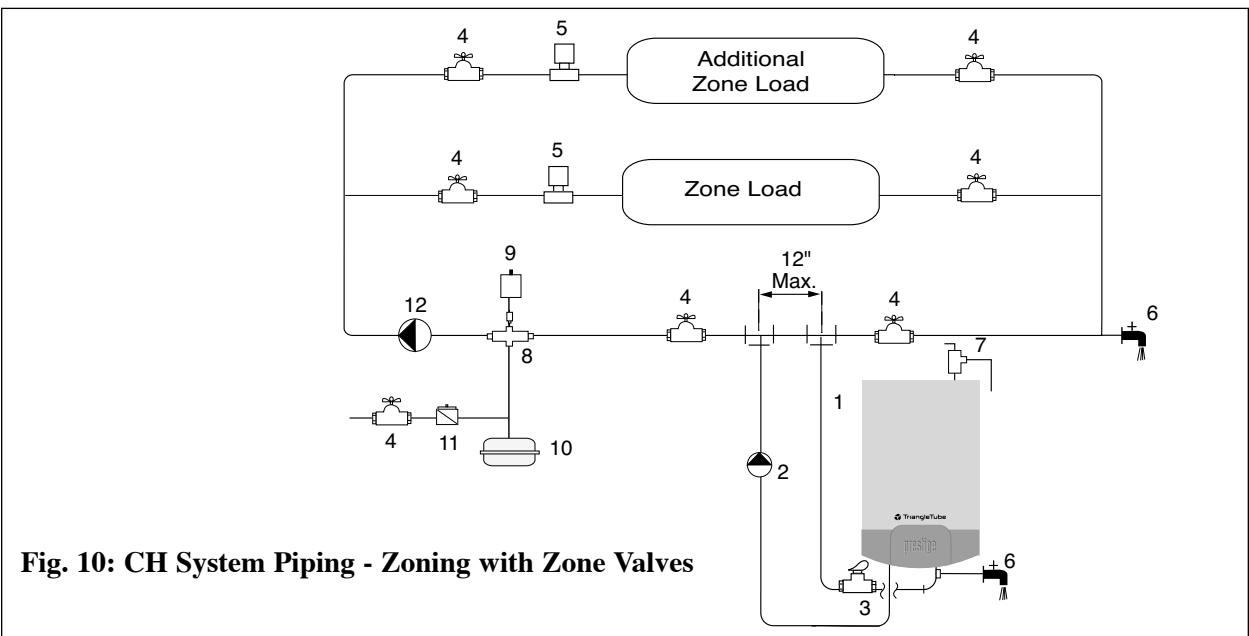 4 5 4
Additional
Zone Load
4 5 4
Zone Load
9 12"
Max.
12 4 4 6
8 7
1
4 11 10 2
TriangleTube
prestige
6
3
Fig. 10: CH System Piping - Zoning with Zone Valves